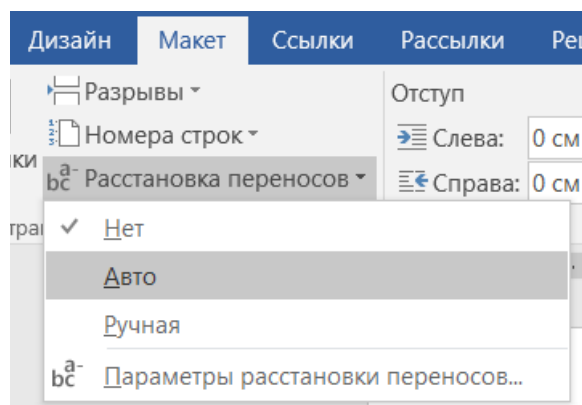 Дизайн Макет Ссылки Рассылки
Разрывы Отступ
Номера строк Слева: 0 см
Расстановка переносов Справа: 0 см
Нет
Авто
Ручная
Параметры расстановки переносов...